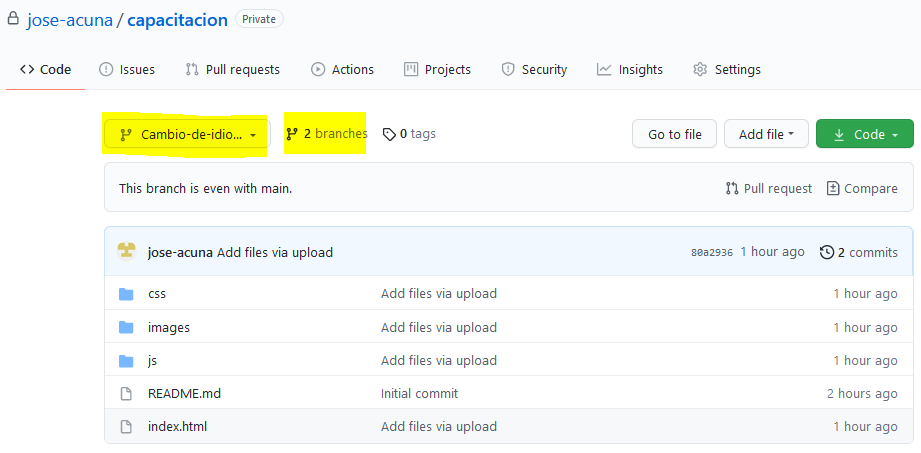 jose-acuna / capacitacion Private
Code Issues Pull requests Actions Projects Security Insights Settings
Cambio-de-idio... 2 branches 0 tags Go to file Add file Code
This branch is even with main. Pull request Compare
jose-acuna Add files via upload 80a2936 1 hour ago 2 commits
css Add files via upload 1 hour ago
images Add files via upload 1 hour ago
js Add files via upload 1 hour ago
README.md Initial commit 2 hours ago
index.html Add files via upload 1 hour ago